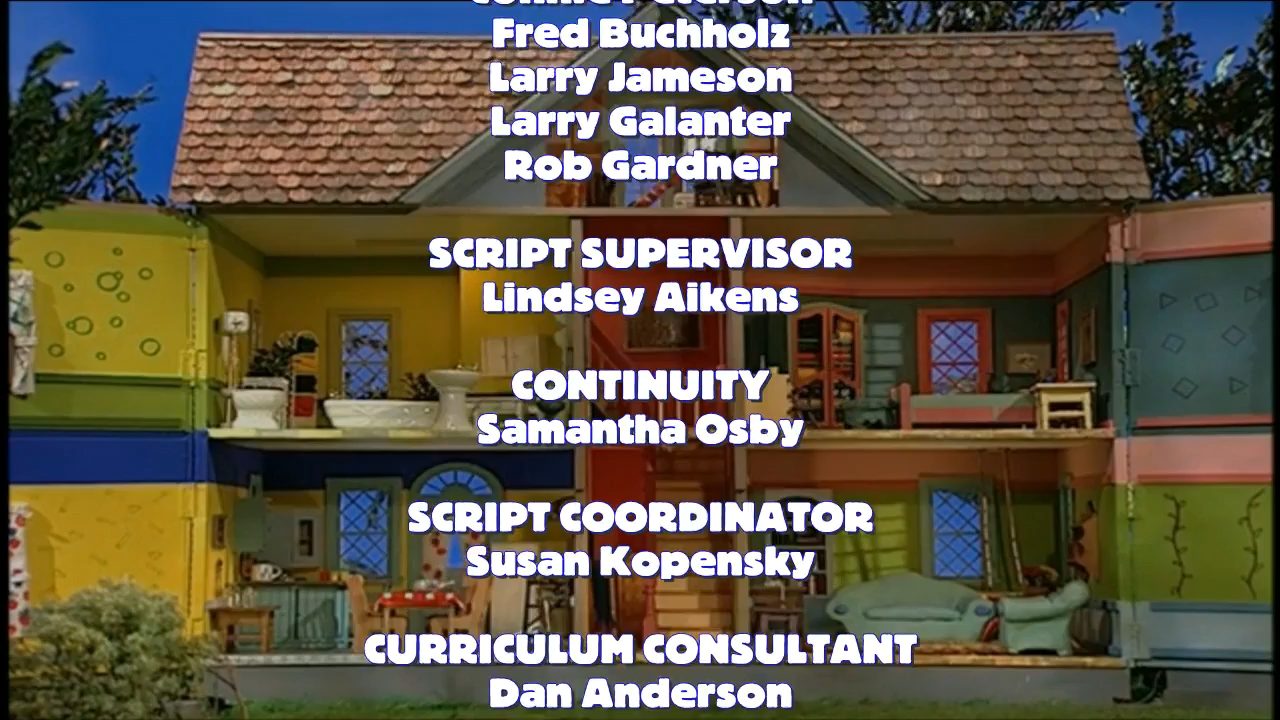 Fred Buchholz
Larry Jameson
Larry Galanter
Rob Gardner
SCRIPT SUPERVISOR
Lindsey Aikens
CONTINUITY
Samantha Osby
SCRIPT COORDINATOR
Susan Kopensky
CURRICULUM CONSULTANT
Dan Anderson